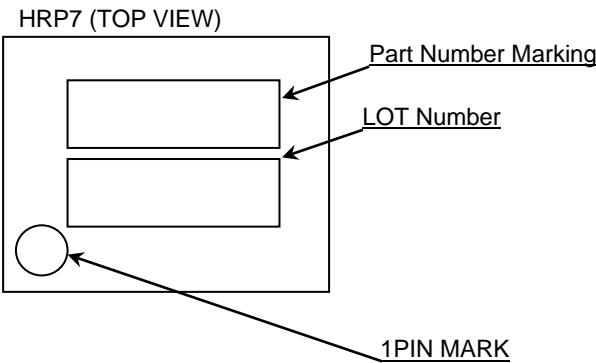 HRP7 (TOP VIEW)
Part Number Marking
LOT Number
1PIN MARK